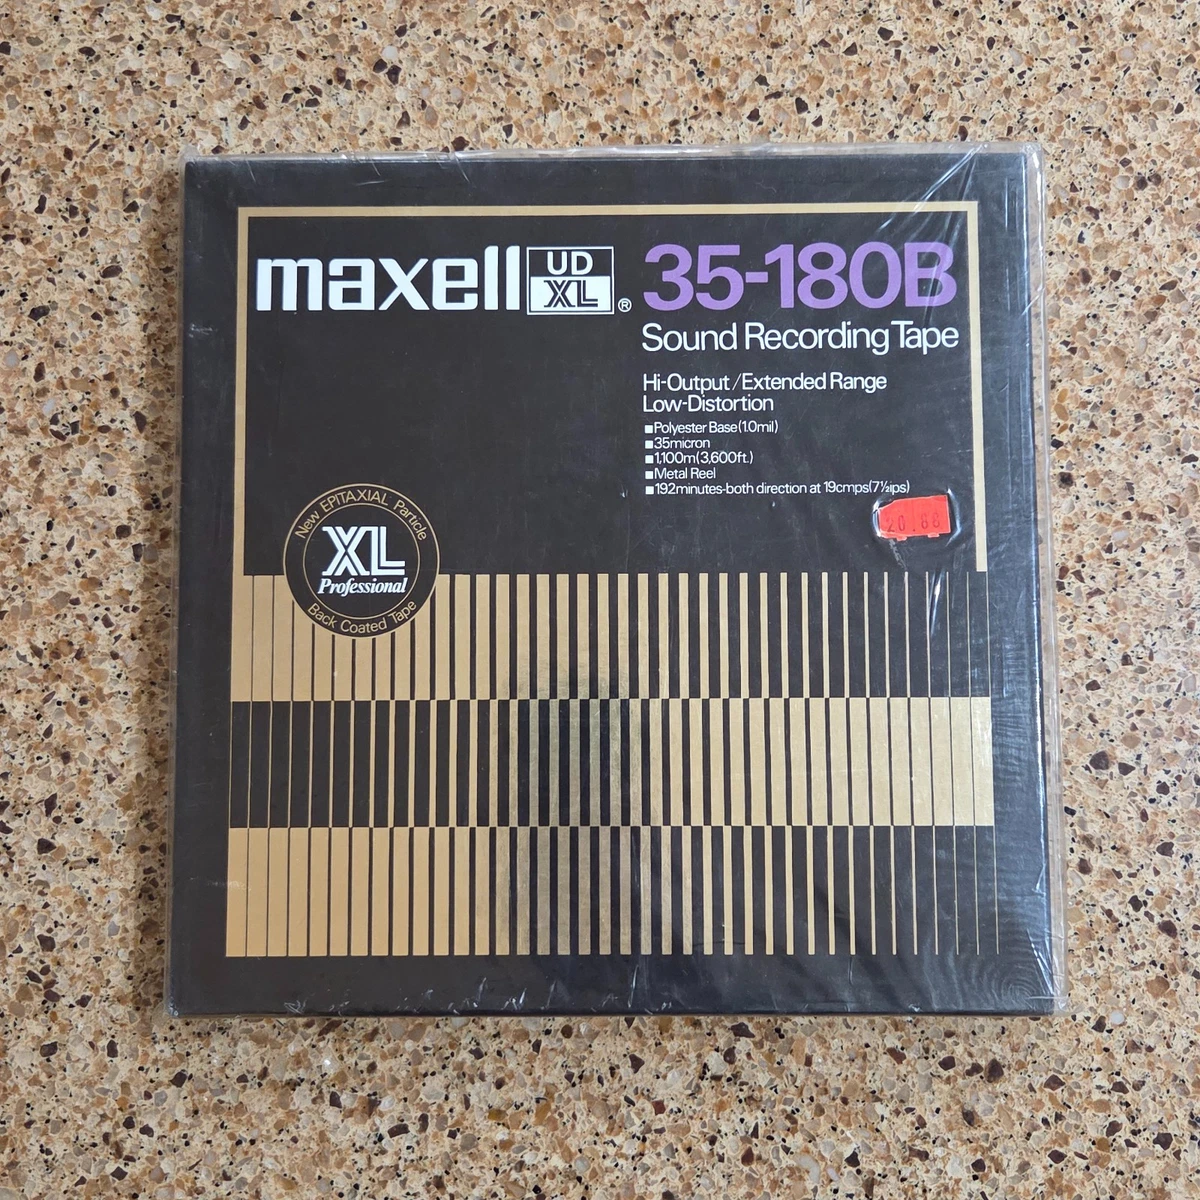 maxell UD XL ® 35-180B
Sound Recording Tape
Hi-Output/Extended Range
Low-Distortion
■Polyester Base(1.0mil)
■35micron
■1,100m(3,600ft.)
■Metal Reel
■192minutes-both direction at 19cmps(7½ips)
20.88
New EPITAXIAL Particle
XL
Professional
Back Coated Tape